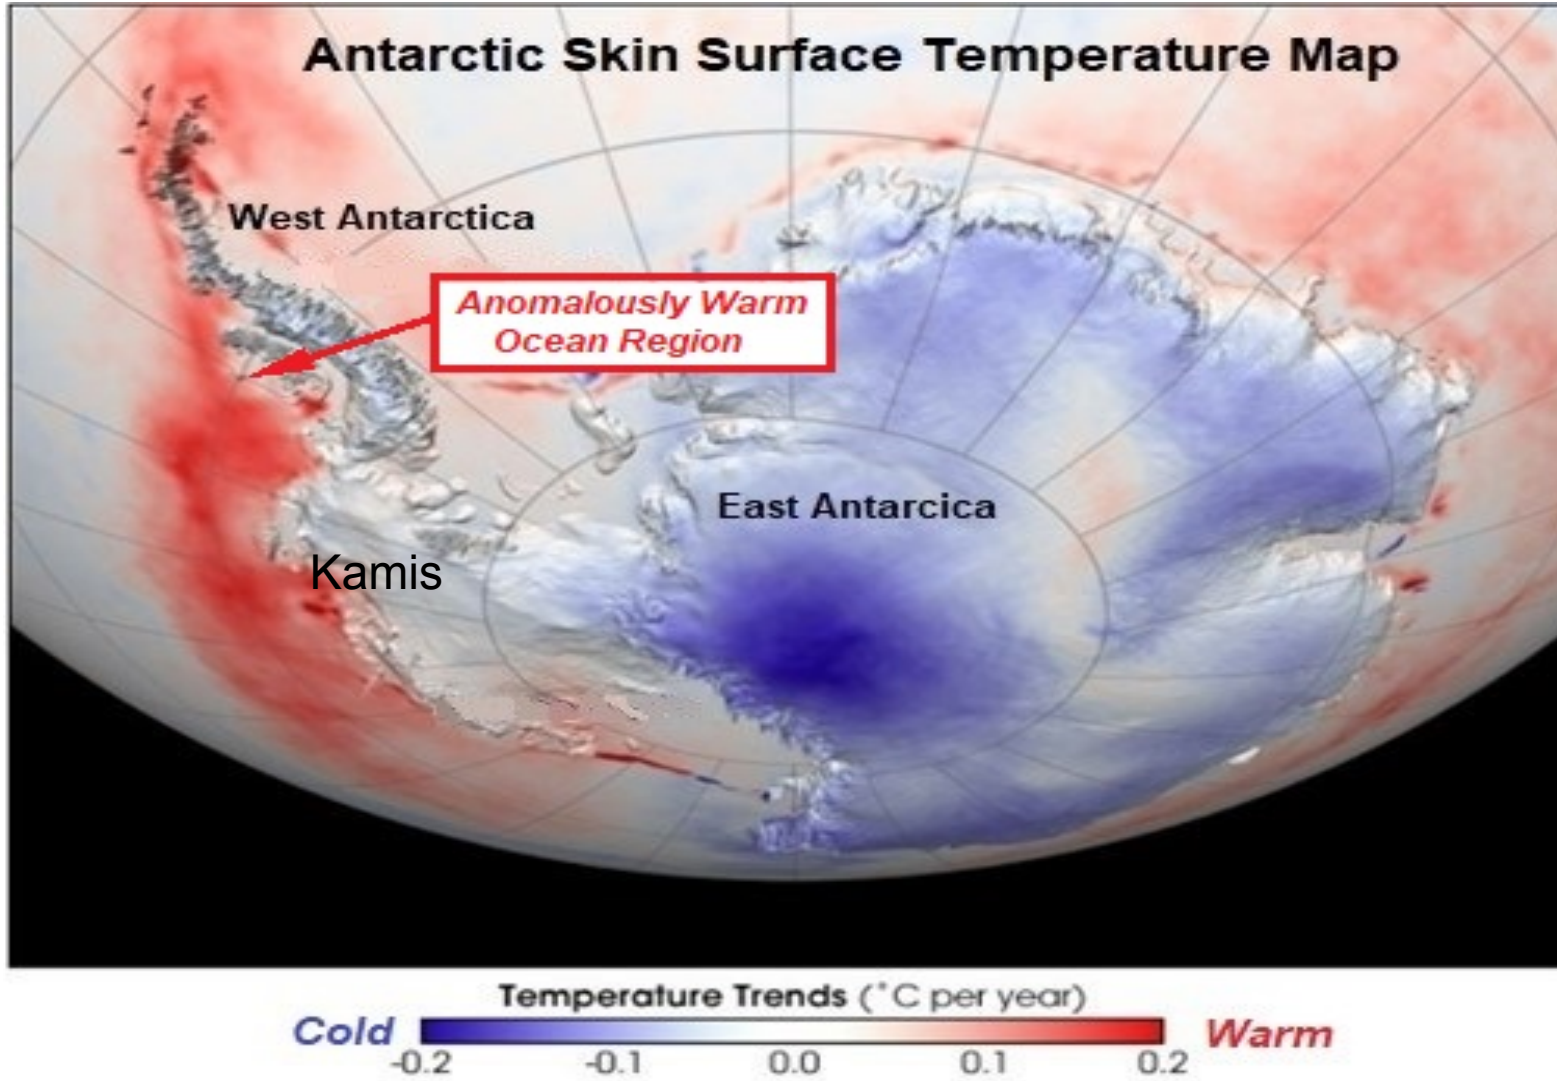 Antarctic Skin Surface Temperature Map
West Antarctica
Anomalously Warm
Ocean Region
East Antarcica
Kamis
Temperature Trends (°C per year)
Cold
Warm
-0.2 -0.1 0.0 0.1 0.2